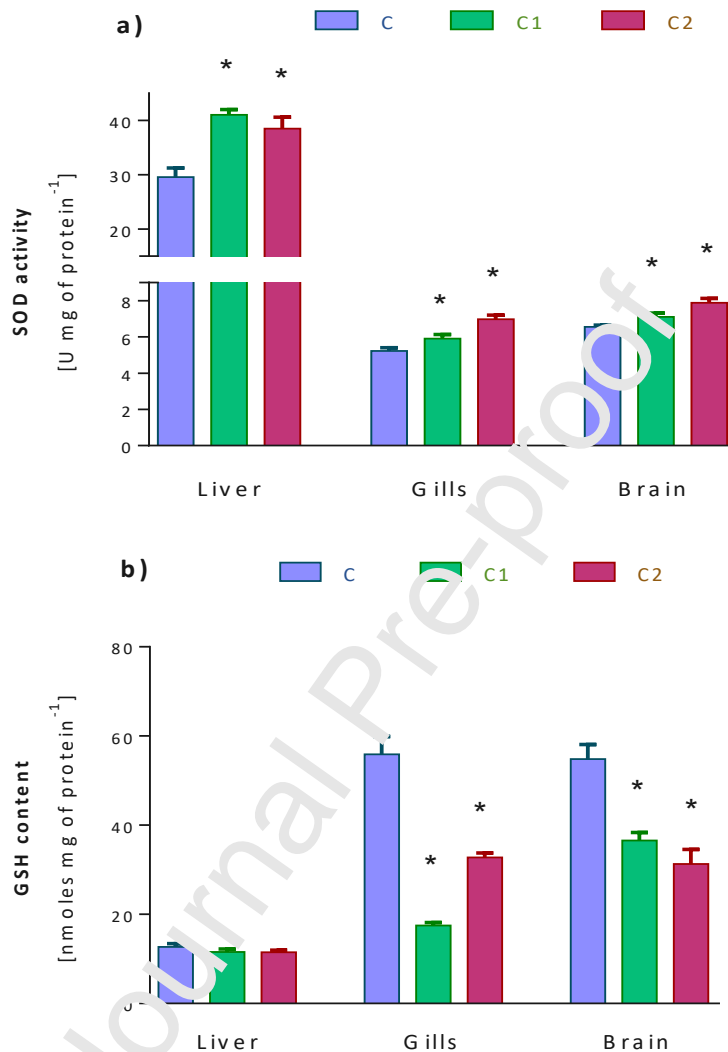 a)
C C1 C2
* *
40
30
20
* *
* *
8
6
4
2
0
SOD activity
[U mg of protein⁻¹]
Liver Gills Brain
b)
C C1 C2
80
60
40
20
0
* *
* *
GSH content
[nmoles mg of protein⁻¹]
Liver Gills Brain
Journal Pre-proof